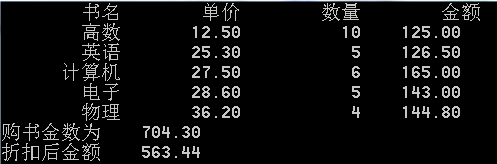 书名 单价 数量 金额
高数 12.50 10 125.00
英语 25.30 5 126.50
计算机 27.50 6 165.00
电子 28.60 5 143.00
物理 36.20 4 144.80
购书金数为 704.30
折扣后金额 563.44